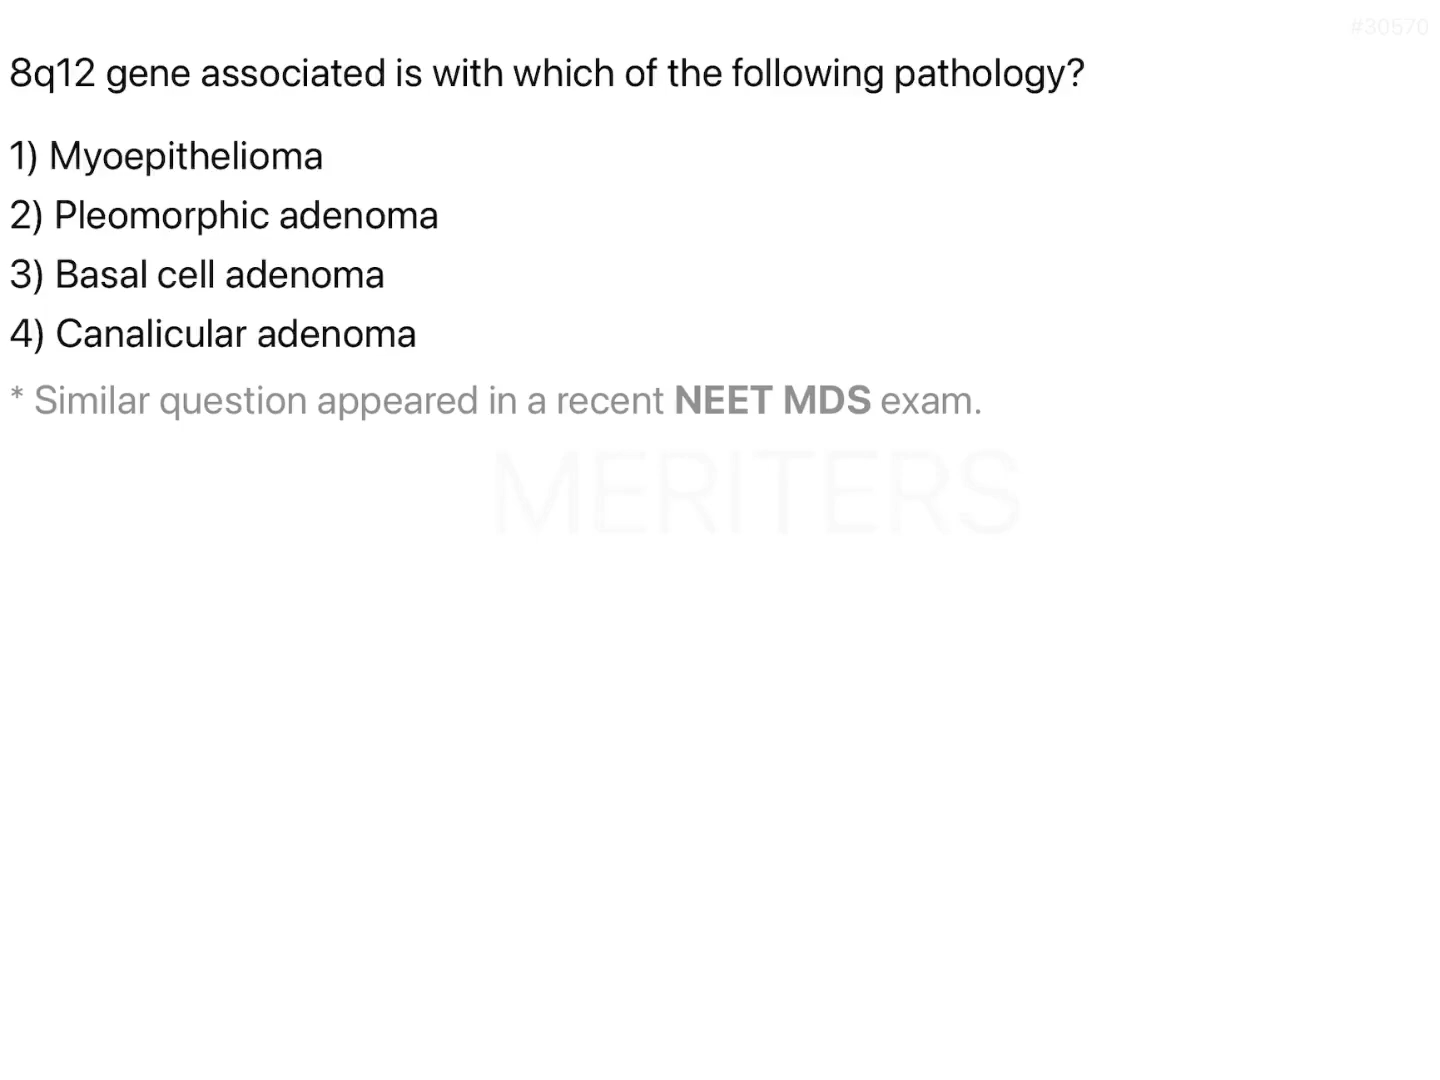 #30570
8q12 gene associated is with which of the following pathology?
1) Myoepithelioma
2) Pleomorphic adenoma
3) Basal cell adenoma
4) Canalicular adenoma
* Similar question appeared in a recent NEET MDS exam.
MERITERS